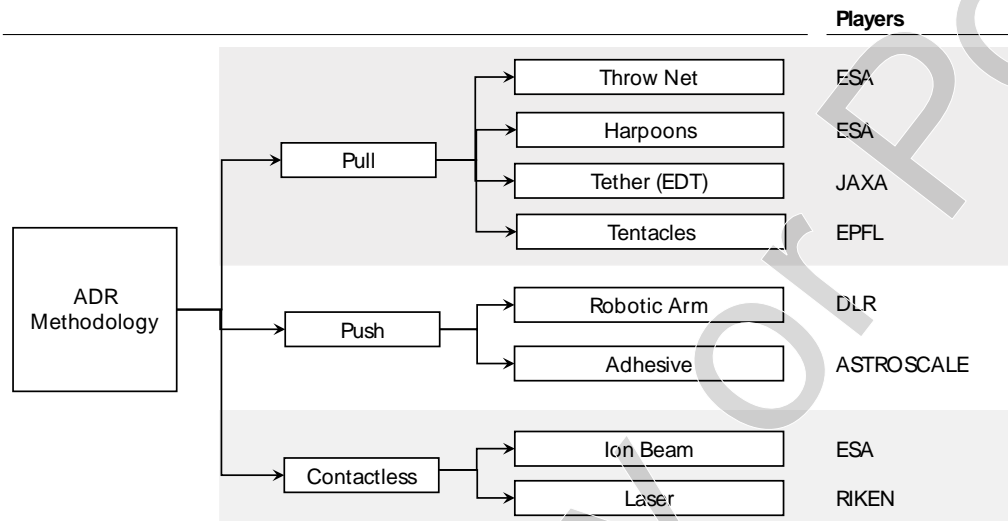 Players
Throw Net ESA
Harpoons ESA
Pull
Tether (EDT) JAXA
Tentacles EPFL
ADR
Methodology
Robotic Arm DLR
Push
Adhesive ASTROSCALE
Ion Beam ESA
Contactless
Laser RIKEN